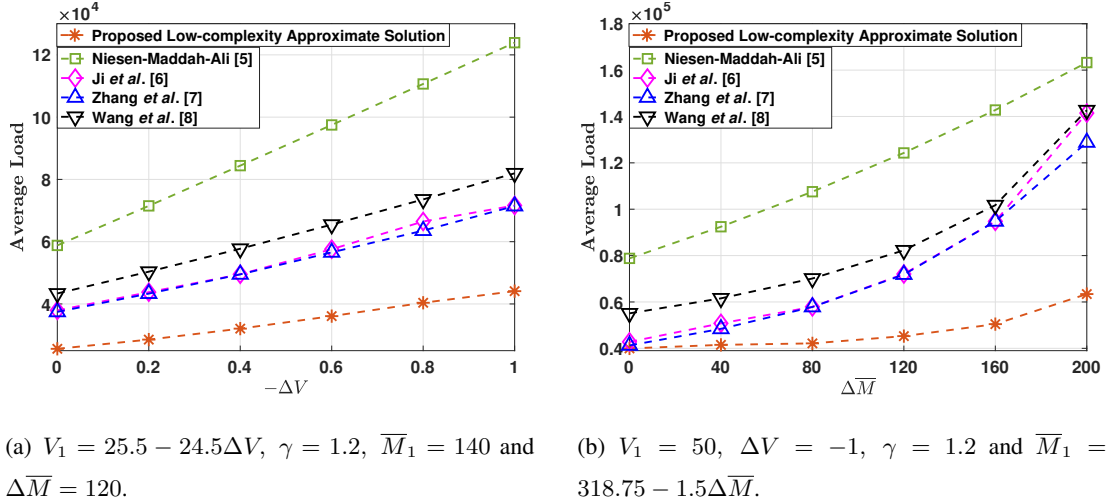 ×10⁴
Proposed Low-complexity Approximate Solution
Niesen-Maddah-Ali [5]
Ji et al. [6]
Zhang et al. [7]
Wang et al. [8]
12
10
8
6
4
Average Load
0 0.2 0.4 0.6 0.8 1
−ΔV
(a) V₁ = 25.5 − 24.5ΔV, γ = 1.2, M̅₁ = 140 and
ΔM̅ = 120.
×10⁵
Proposed Low-complexity Approximate Solution
Niesen-Maddah-Ali [5]
Ji et al. [6]
Zhang et al. [7]
Wang et al. [8]
1.8
1.6
1.4
1.2
1
0.8
0.6
0.4
Average Load
0 40 80 120 160 200
ΔM̅
(b) V₁ = 50, ΔV = −1, γ = 1.2 and M̅₁ =
318.75 − 1.5ΔM̅.